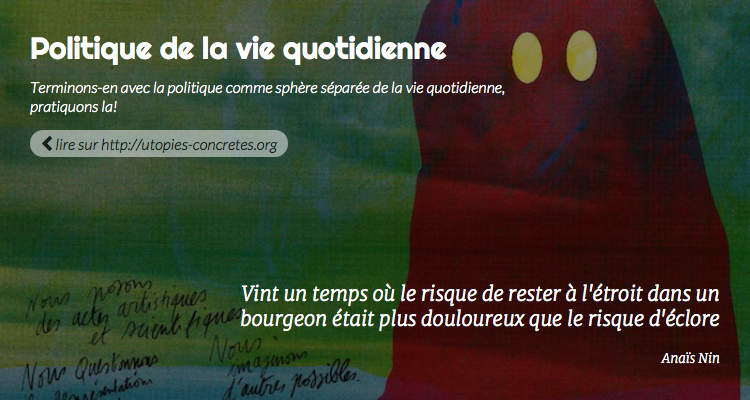 Politique de la vie quotidienne
Terminons-en avec la politique comme sphère séparée de la vie quotidienne,
pratiquons la!
lire sur http://utopies-concretes.org
Vint un temps où le risque de rester à l'étroit dans un
bourgeon était plus douloureux que le risque d'éclore
Anaïs Nin
Nous posons
des actes artistiques
et scientifiques
Nous Questionnons
représentations
Nous
imaginons
d'autres possibles.